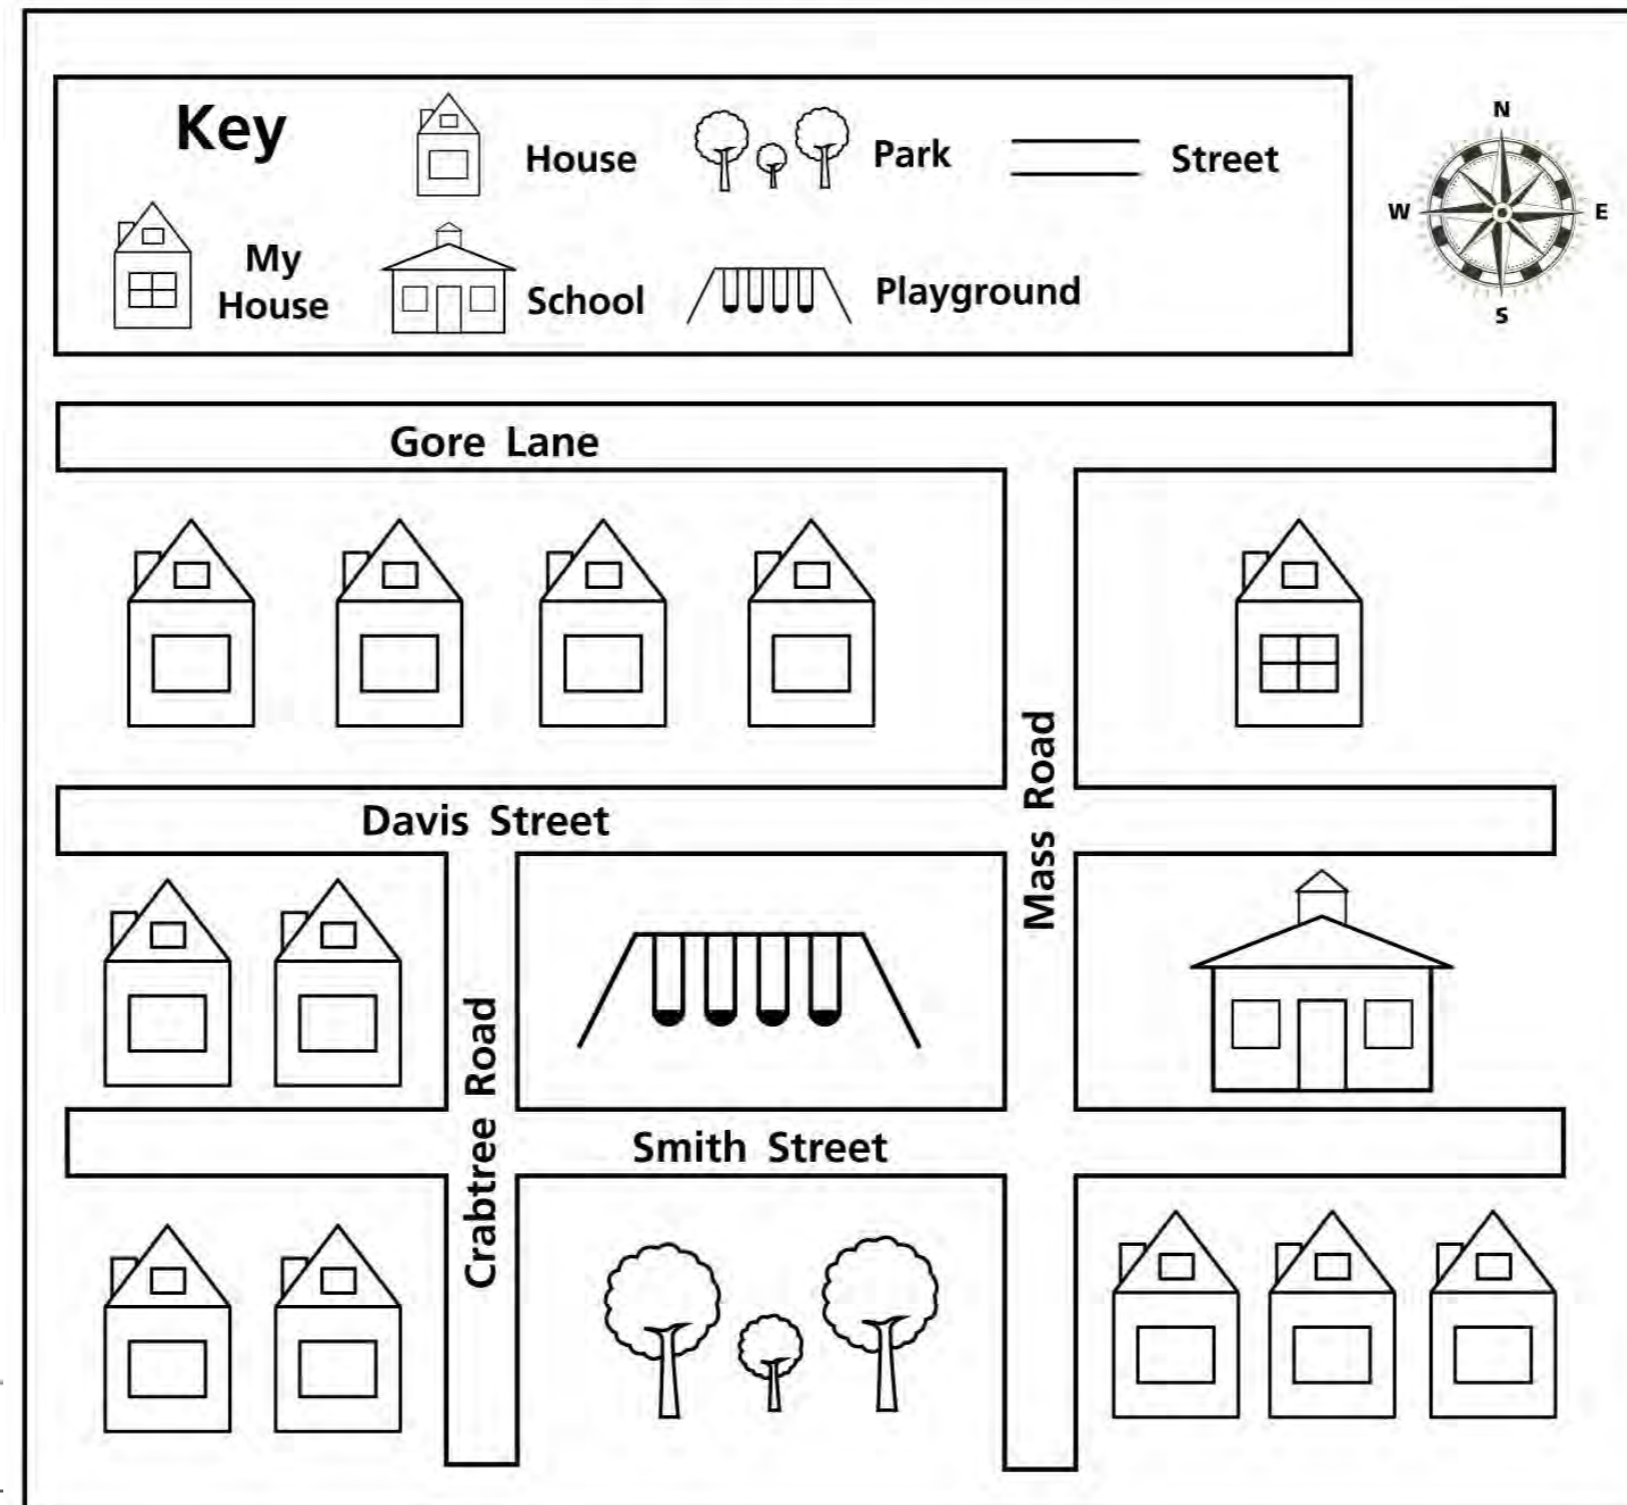 Key
House
Park
Street
My
House
School
Playground
N
W
E
S
Gore Lane
Mass Road
Davis Street
Crabtree Road
Smith Street